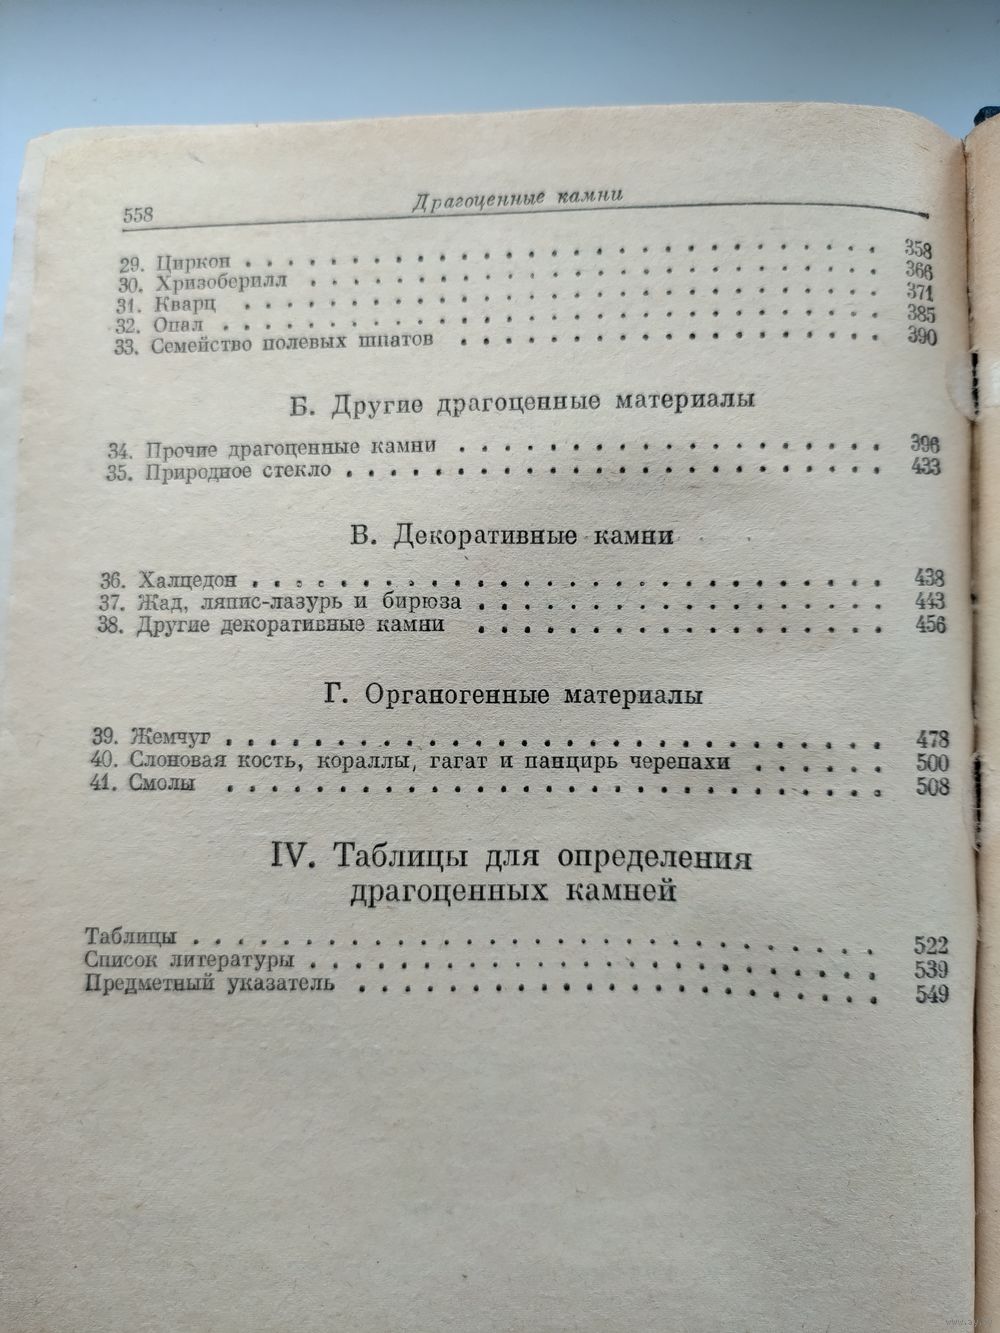 558
Драгоценные камни
29. Циркон . . . . . . . . . . . . . . . . . . . . . . . . . . . . 358
30. Хризоберилл . . . . . . . . . . . . . . . . . . . . . . . . . 366
31. Кварц . . . . . . . . . . . . . . . . . . . . . . . . . . . . 371
32. Опал . . . . . . . . . . . . . . . . . . . . . . . . . . . . . 385
33. Семейство полевых шпатов . . . . . . . . . . . . . . . . . . . 390
Б. Другие драгоценные материалы
34. Прочие драгоценные камни . . . . . . . . . . . . . . . . . . . 396
35. Природное стекло . . . . . . . . . . . . . . . . . . . . . . . 433
В. Декоративные камни
36. Халцедон . . . . . . . . . . . . . . . . . . . . . . . . . . . 438
37. Жад, ляпис-лазурь и бирюза . . . . . . . . . . . . . . . . . . 443
38. Другие декоративные камни . . . . . . . . . . . . . . . . . . 456
Г. Органогенные материалы
39. Жемчуг . . . . . . . . . . . . . . . . . . . . . . . . . . . . 478
40. Слоновая кость, кораллы, гагат и панцирь черепахи . . . . . . 500
41. Смолы . . . . . . . . . . . . . . . . . . . . . . . . . . . . 508
IV. Таблицы для определения
драгоценных камней
Таблицы . . . . . . . . . . . . . . . . . . . . . . . . . . . . . 522
Список литературы . . . . . . . . . . . . . . . . . . . . . . . . 539
Предметный указатель . . . . . . . . . . . . . . . . . . . . . . . 549